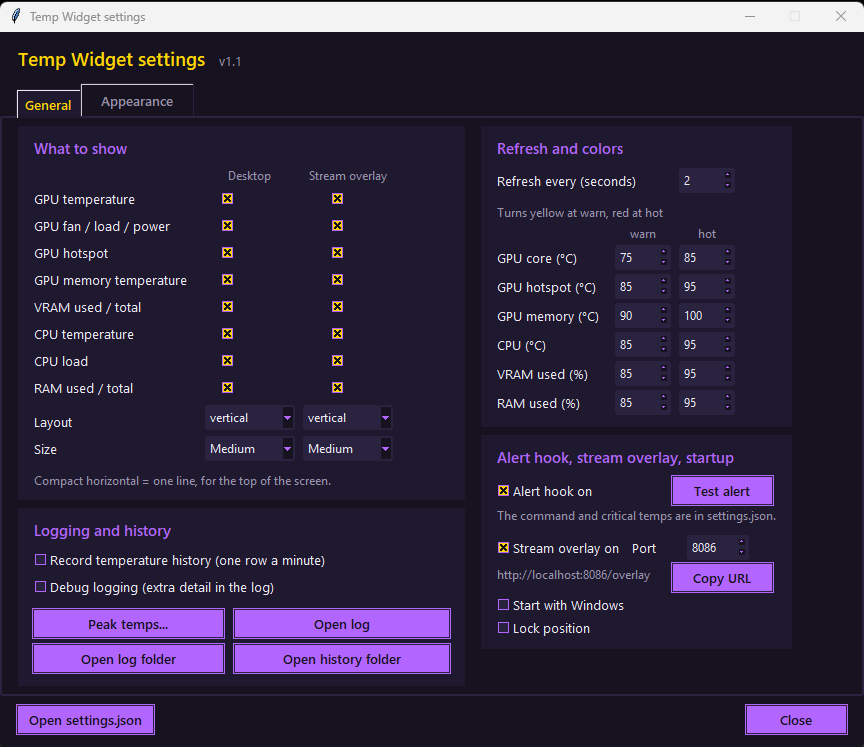 Temp Widget settings
Temp Widget settings v1.1
General Appearance
What to show
Desktop Stream overlay
GPU temperature
GPU fan / load / power
GPU hotspot
GPU memory temperature
VRAM used / total
CPU temperature
CPU load
RAM used / total
Layout vertical vertical
Size Medium Medium
Compact horizontal = one line, for the top of the screen.
Logging and history
Record temperature history (one row a minute)
Debug logging (extra detail in the log)
Peak temps... Open log
Open log folder Open history folder
Refresh and colors
Refresh every (seconds) 2
Turns yellow at warn, red at hot
warn hot
GPU core (°C) 75 85
GPU hotspot (°C) 85 95
GPU memory (°C) 90 100
CPU (°C) 85 95
VRAM used (%) 85 95
RAM used (%) 85 95
Alert hook, stream overlay, startup
Alert hook on Test alert
The command and critical temps are in settings.json.
Stream overlay on Port 8086
http://localhost:8086/overlay Copy URL
Start with Windows
Lock position
Open settings.json Close